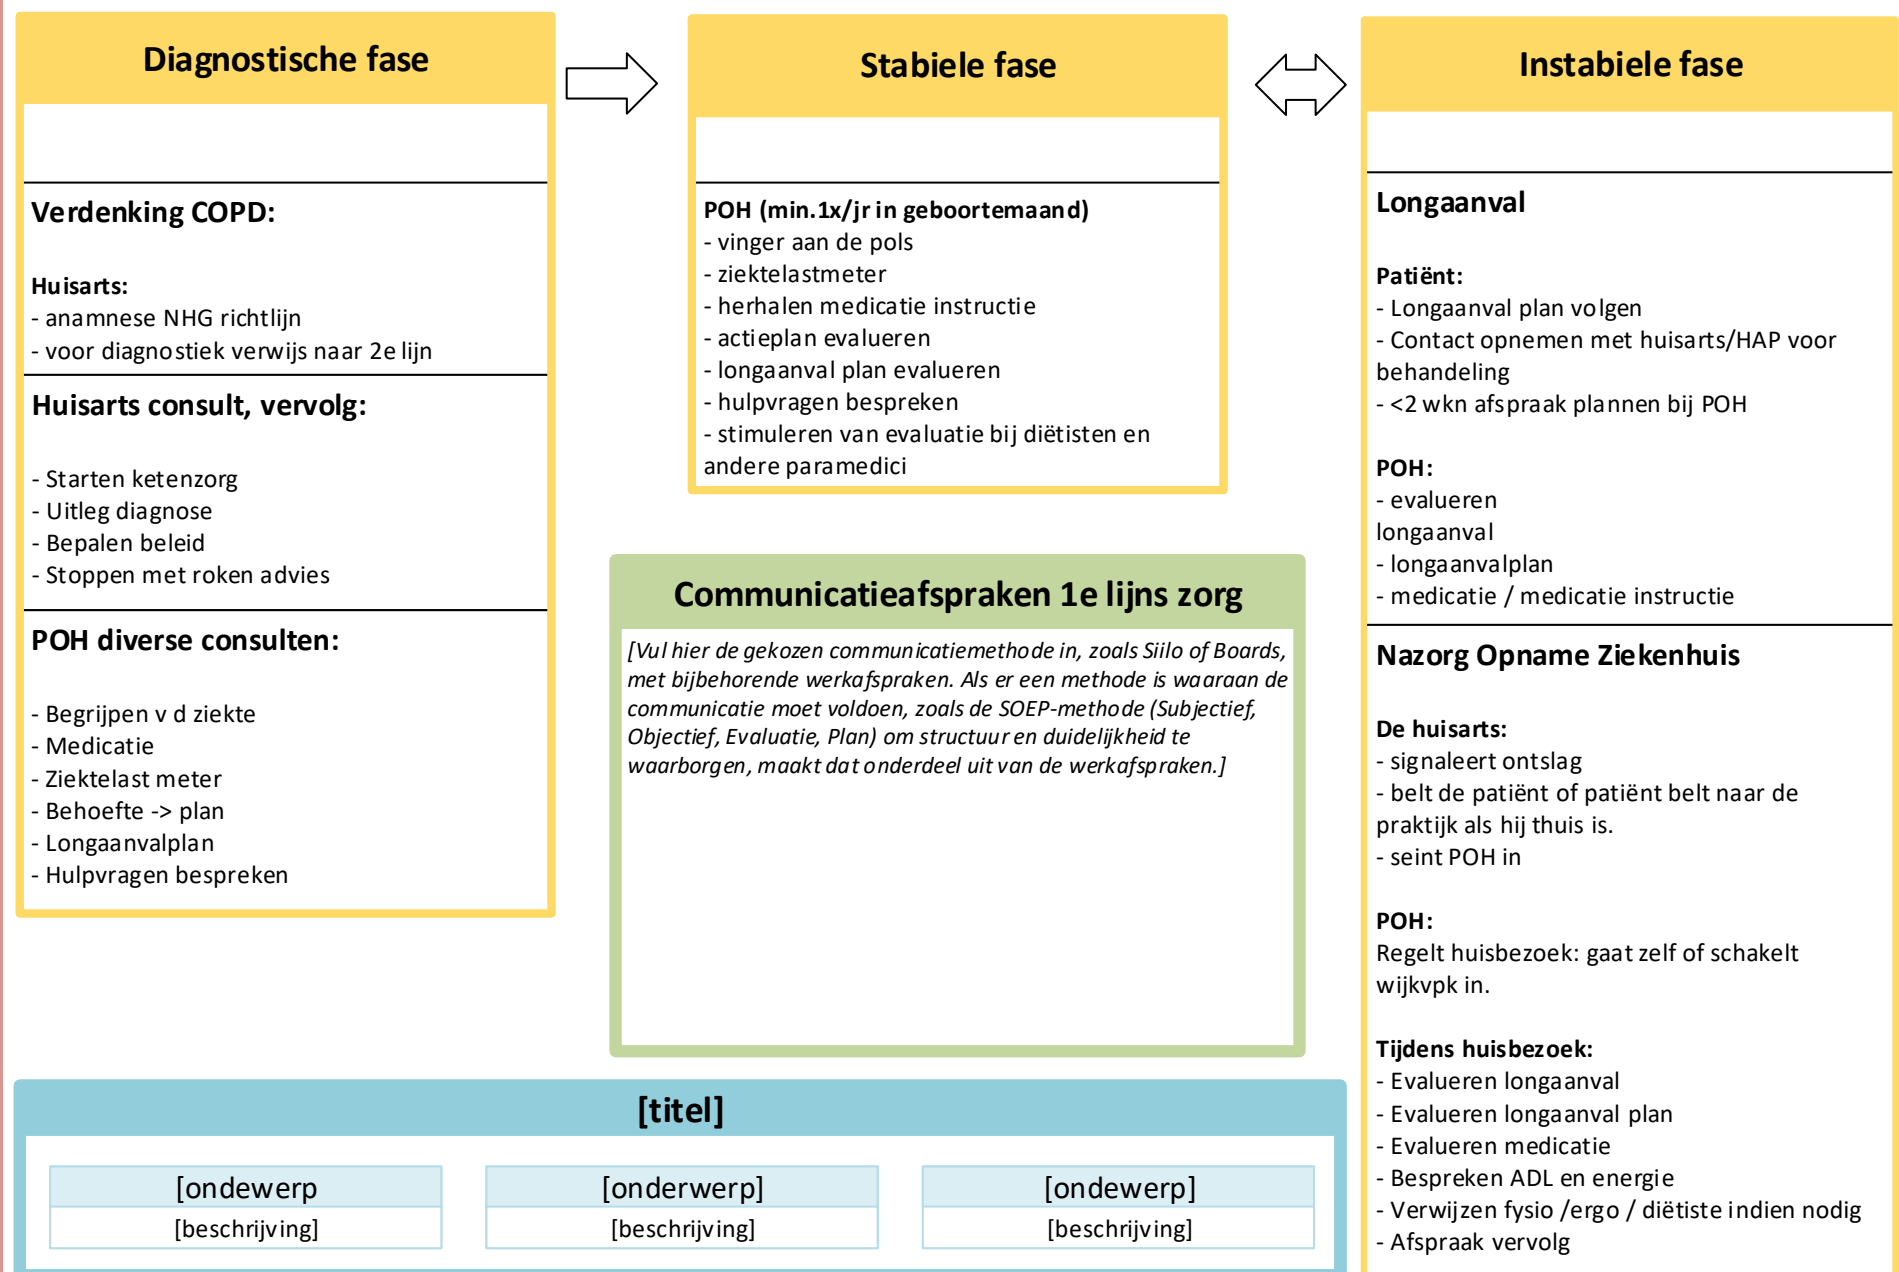 Diagnostische fase
Verdenking COPD:
Huisarts:
- anamnese NHG richtlijn
- voor diagnostiek verwijs naar 2e lijn
Huisarts consult, vervolg:
- Starten ketenzorg
- Uitleg diagnose
- Bepalen beleid
- Stoppen met roken advies
POH diverse consulten:
- Begrijpen v d ziekte
- Medicatie
- Ziektelast meter
- Behoefte -> plan
- Longaanvalplan
- Hulpvragen bespreken
Stabiele fase
POH (min.1x/jr in geboortemaand)
- vinger aan de pols
- ziektelastmeter
- herhalen medicatie instructie
- actieplan evalueren
- longaanval plan evalueren
- hulpvragen bespreken
- stimuleren van evaluatie bij diëtisten en
andere paramedici
Communicatieafspraken 1e lijns zorg
[Vul hier de gekozen communicatiemethode in, zoals Siilo of Boards,
met bijbehorende werkafspraken. Als er een methode is waaraan de
communicatie moet voldoen, zoals de SOEP-methode (Subjectief,
Objectief, Evaluatie, Plan) om structuur en duidelijkheid te
waarborgen, maakt dat onderdeel uit van de werkafspraken.]
Instabiele fase
Longaanval
Patiënt:
- Longaanval plan volgen
- Contact opnemen met huisarts/HAP voor
behandeling
- <2 wkn afspraak plannen bij POH
POH:
- evalueren
longaanval
- longaanvalplan
- medicatie / medicatie instructie
Nazorg Opname Ziekenhuis
De huisarts:
- signaleert ontslag
- belt de patiënt of patiënt belt naar de
praktijk als hij thuis is.
- seint POH in
POH:
Regelt huisbezoek: gaat zelf of schakelt
wijkvpk in.
Tijdens huisbezoek:
- Evalueren longaanval
- Evalueren longaanval plan
- Evalueren medicatie
- Bespreken ADL en energie
- Verwijzen fysio /ergo / diëtiste indien nodig
- Afspraak vervolg
[titel]
[ondewerp
[beschrijving]
[onderwerp]
[beschrijving]
[ondewerp]
[beschrijving]